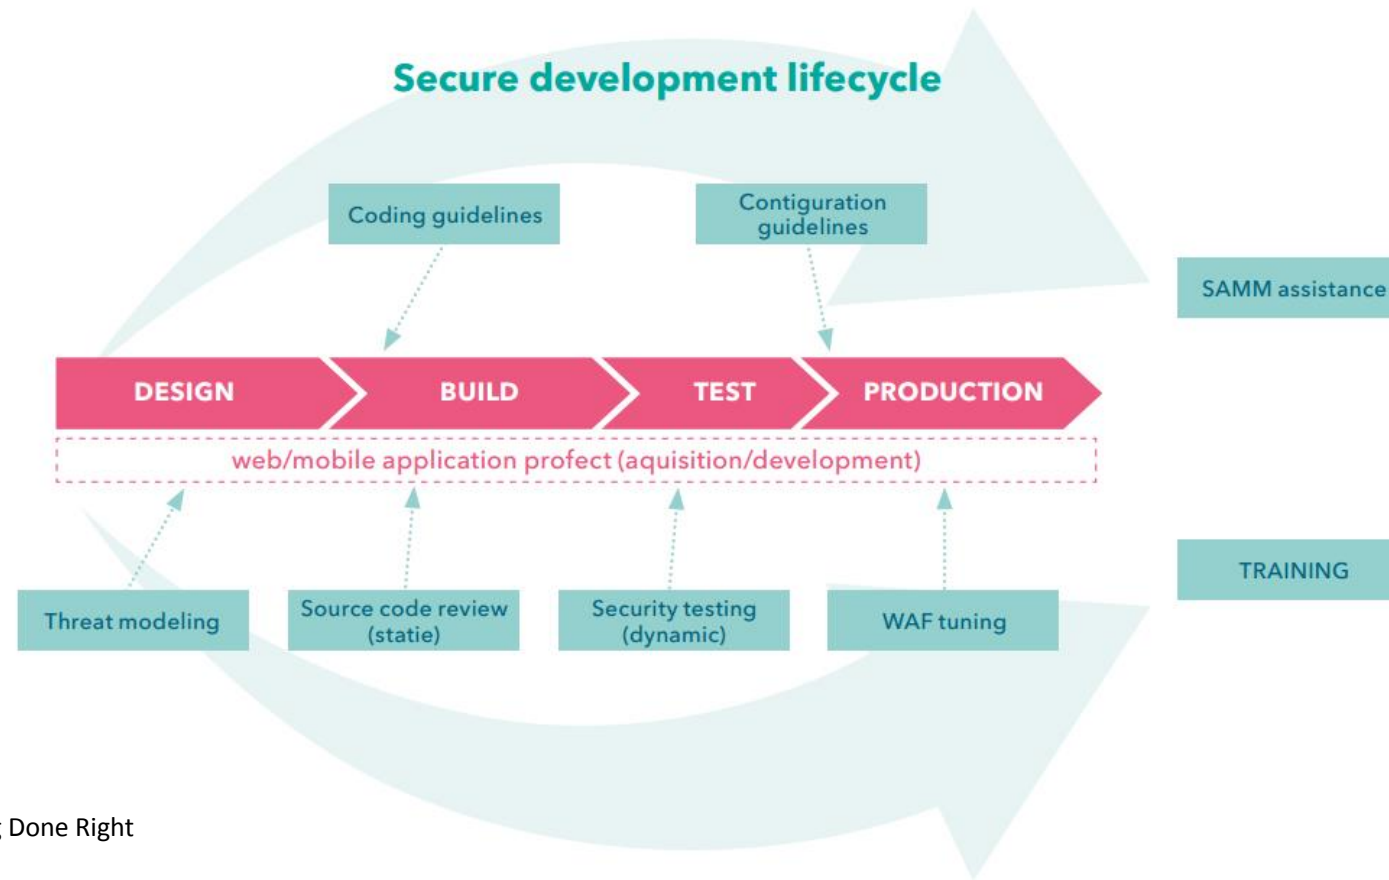 Secure development lifecycle
Coding guidelines
Contiguration
guidelines
SAMM assistance
DESIGN
BUILD
TEST
PRODUCTION
web/mobile application profect (aquisition/development)
TRAINING
Threat modeling
Source code review
(statie)
Security testing
(dynamic)
WAF tuning
Done Right